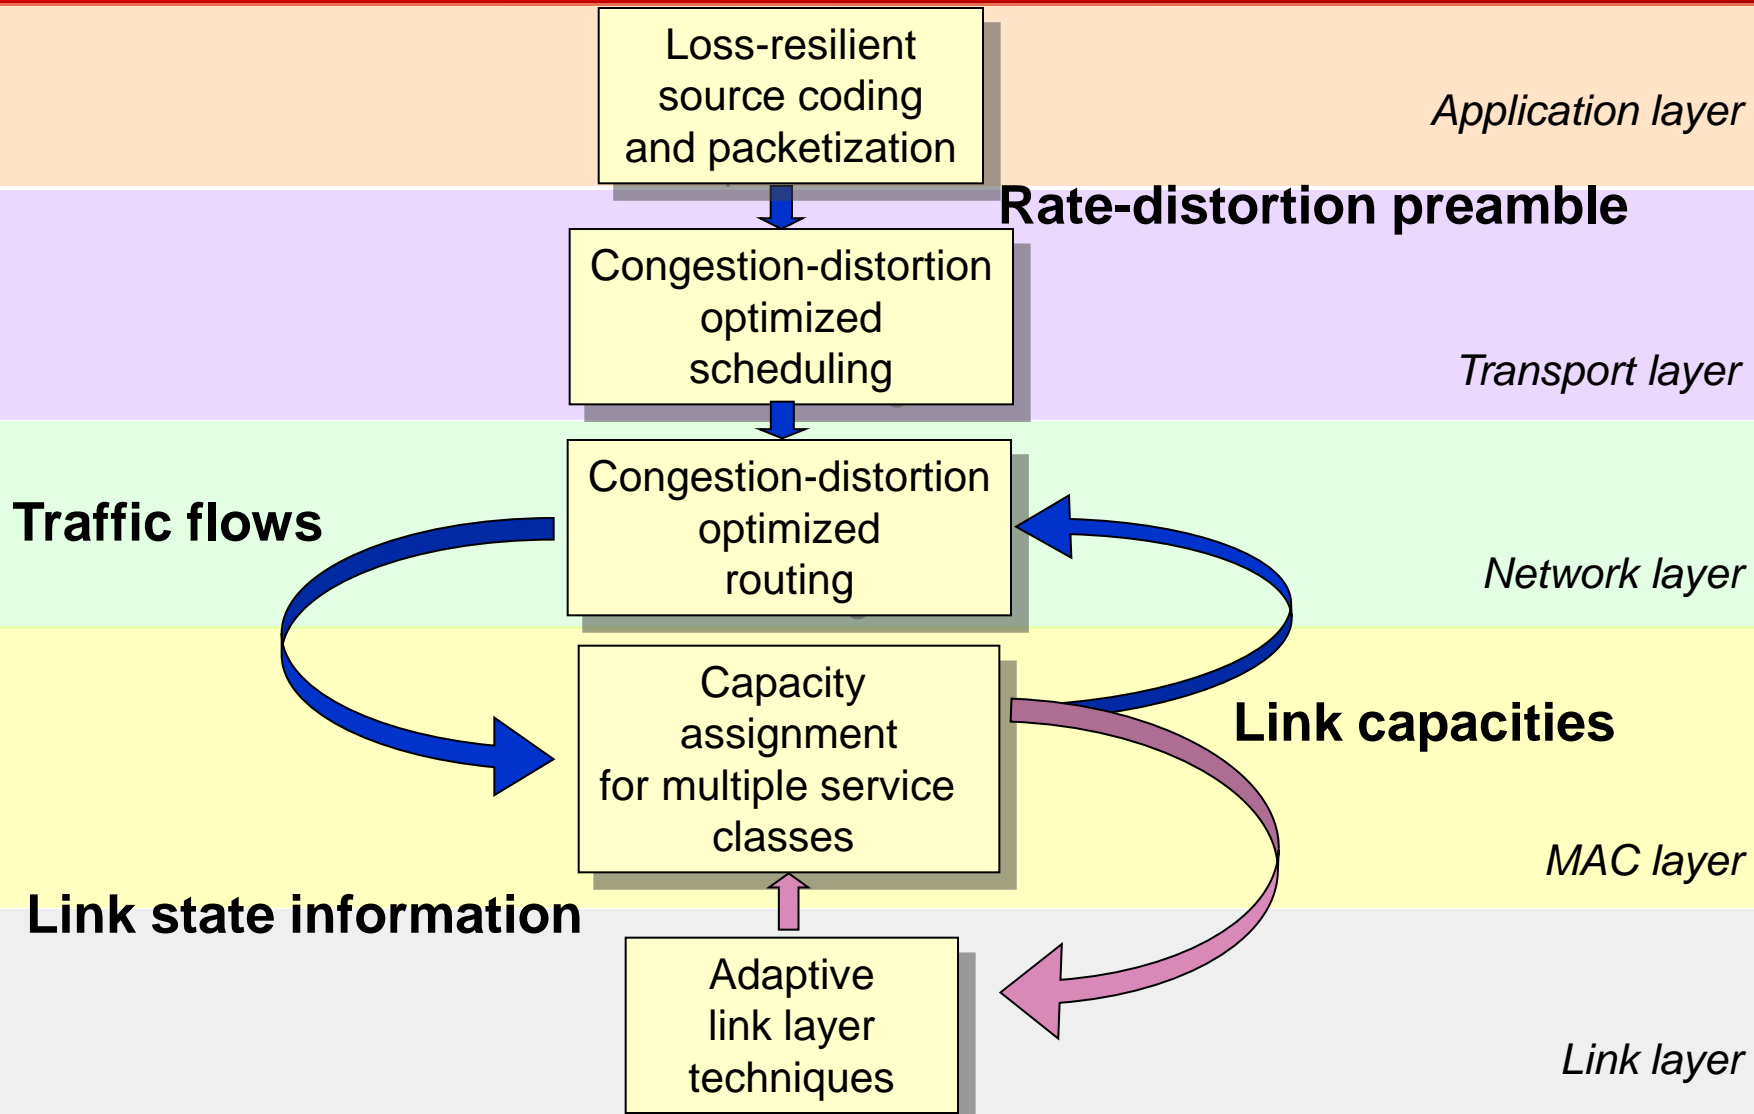 Loss-resilient
source coding
and packetization
Application layer
Rate-distortion preamble
Congestion-distortion
optimized
scheduling
Transport layer
Congestion-distortion
optimized
routing
Traffic flows
Network layer
Capacity
assignment
for multiple service
classes
Link capacities
MAC layer
Link state information
Adaptive
link layer
techniques
Link layer